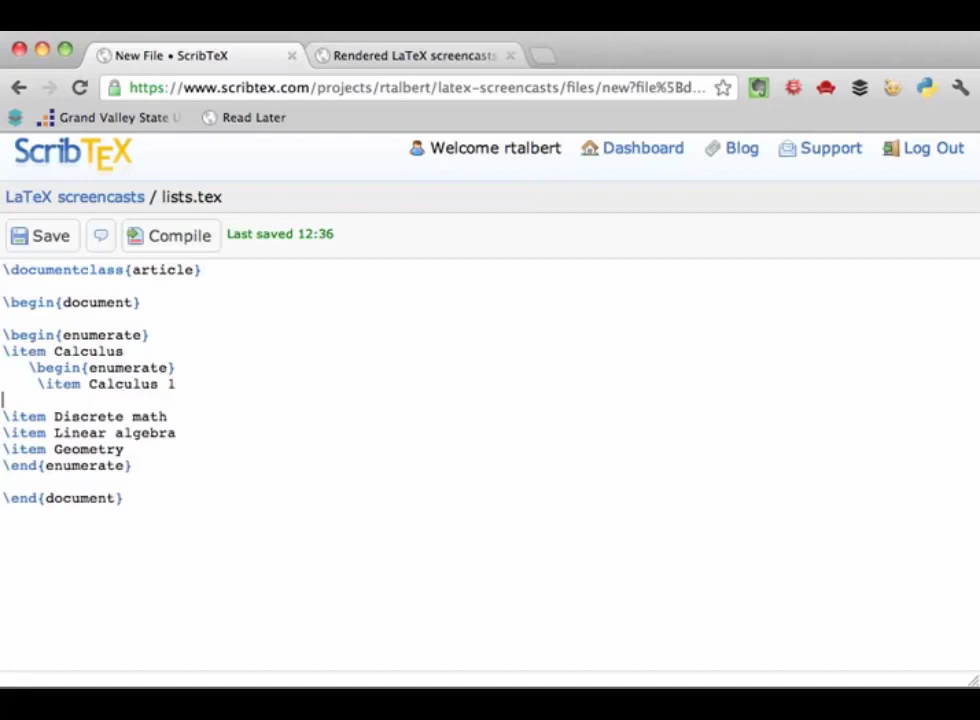 New File • ScribTeX
Rendered LaTeX screencasts
https://www.scribtex.com/projects/rtalbert/latex-screencasts/files/new?file%5Bd...
Grand Valley State U
Read Later
ScribTEX
Welcome rtalbert
Dashboard
Blog
Support
Log Out
LaTeX screencasts / lists.tex
Save
Compile
Last saved 12:36
\documentclass{article}
\begin{document}
\begin{enumerate}
\item Calculus
\begin{enumerate}
\item Calculus 1
\item Discrete math
\item Linear algebra
\item Geometry
\end{enumerate}
\end{document}